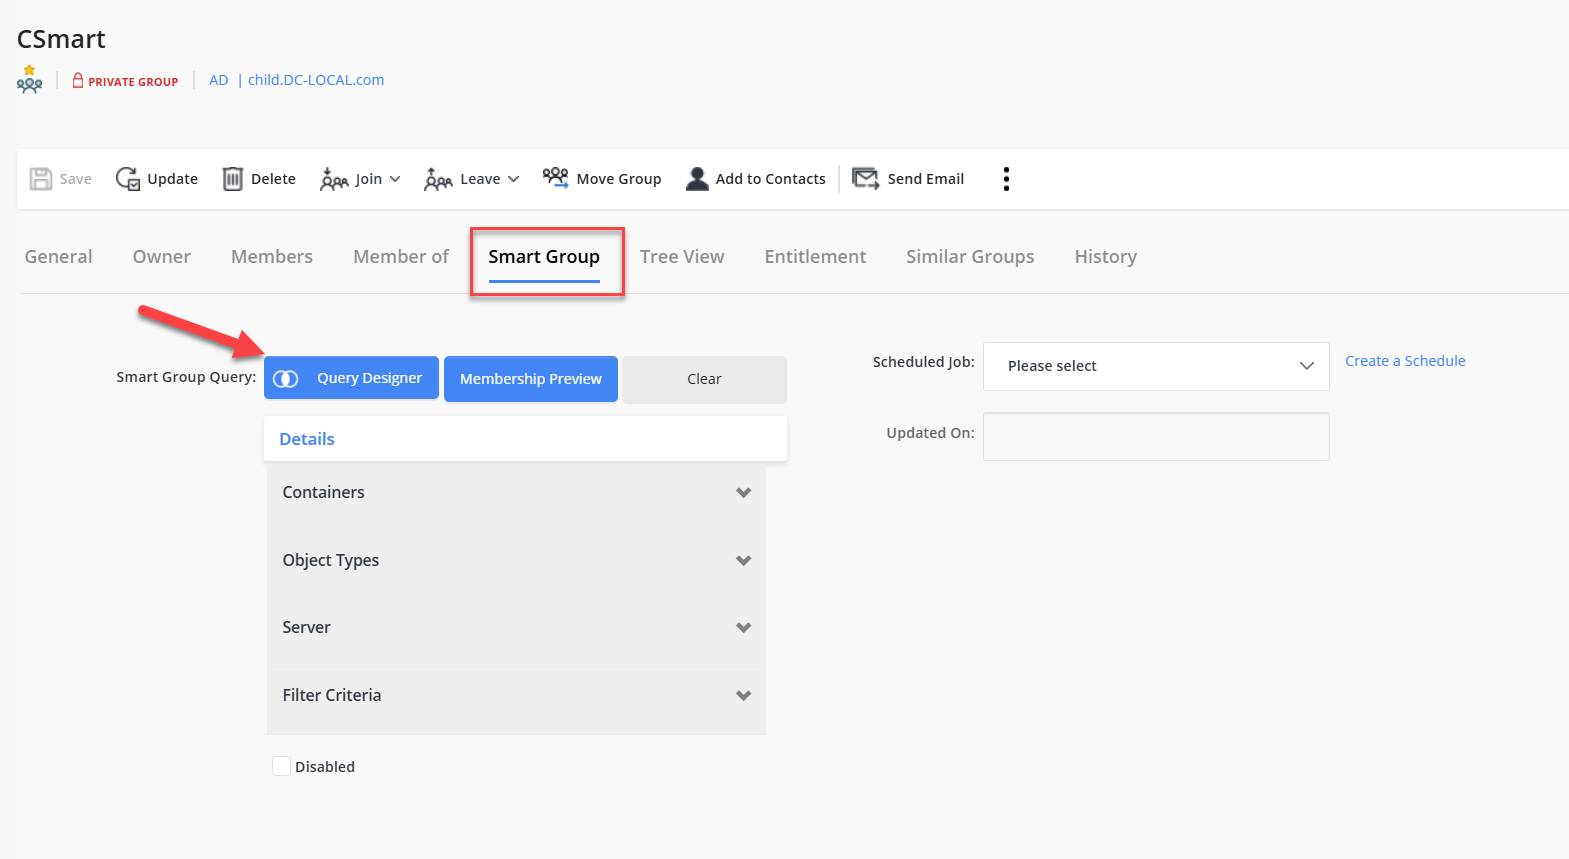 CSmart
PRIVATE GROUP AD | child.DC-LOCAL.com
Save Update Delete Join Leave Move Group Add to Contacts Send Email
General Owner Members Member of Smart Group Tree View Entitlement Similar Groups History
Smart Group Query: Query Designer Membership Preview Clear
Details
Containers
Object Types
Server
Filter Criteria
Disabled
Scheduled Job: Please select Create a Schedule
Updated On: